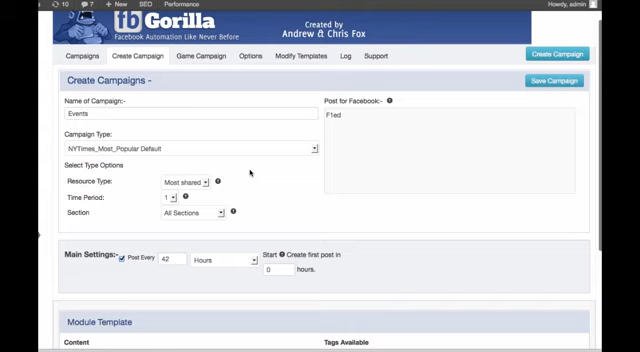 10 7 + New SEO Performance Howdy, admin
fb Gorilla
Facebook Automation Like Never Before
Created by
Andrew & Chris Fox
Campaigns Create Campaign Game Campaign Options Modify Templates Log Support Create Campaign
Create Campaigns - Save Campaign
Name of Campaign:-
Events
Campaign Type:
NYTimes_Most_Popular Default
Select Type Options
Resource Type: Most shared
Time Period: 1
Section All Sections
Post for Facebook:-
F1ed
Main Settings:- Post Every 42 Hours Start Create first post in
0 hours.
Module Template
Content Tags Available